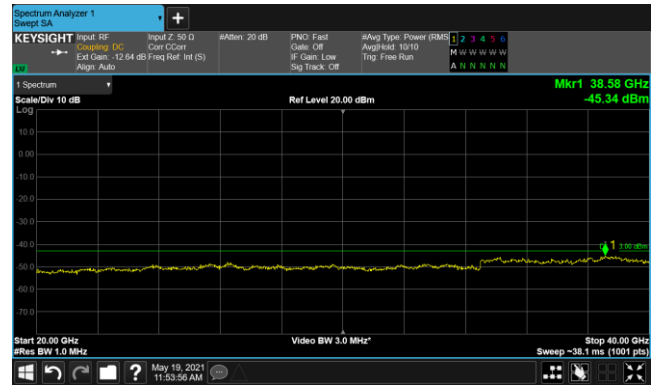 Spectrum Analyzer 1
Swept SA
+
KEYSIGHT
Input: RF
Coupling: DC
Ext Gain: -12.64 dB
Align: Auto
Input Z: 50 Ω
Corr CCorr
Freq Ref: Int (S)
#Atten: 20 dB
PNO: Fast
Gate: Off
IF Gain: Low
Sig Track: Off
#Avg Type: Power (RMS
Avg|Hold: 10/10
Trig: Free Run
1 2 3 4 5 6
M W W W W W
A N N N N N
LXI
1 Spectrum
Mkr1 38.58 GHz
Scale/Div 10 dB
Ref Level 20.00 dBm
-45.34 dBm
Log
10.0
0.00
-10.0
-20.0
-30.0
-40.0
1
3.00 dBm
-50.0
-60.0
-70.0
Start 20.00 GHz
Video BW 3.0 MHz*
Stop 40.00 GHz
#Res BW 1.0 MHz
Sweep ~38.1 ms (1001 pts)
?
May 19, 2021
11:53:56 AM